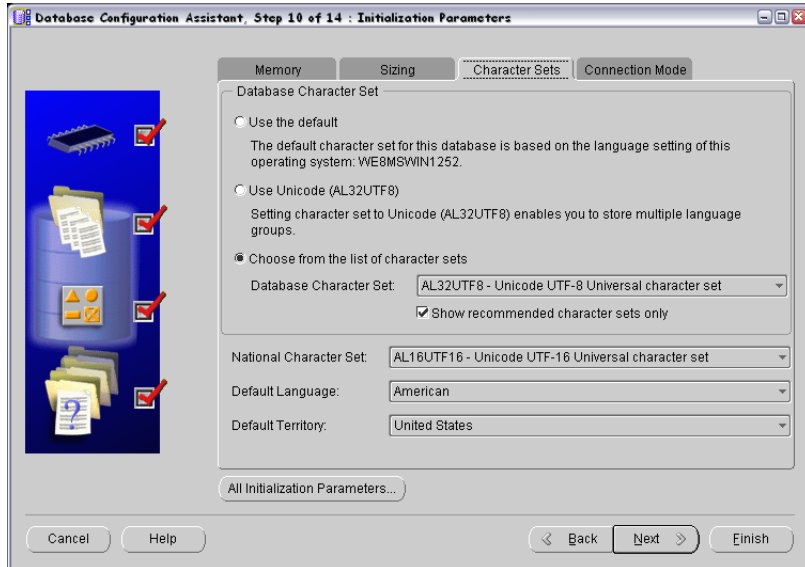 Database Configuration Assistant, Step 10 of 14 : Initialization Parameters
Memory Sizing Character Sets Connection Mode
Database Character Set
Use the default
The default character set for this database is based on the language setting of this
operating system: WE8MSWIN1252.
Use Unicode (AL32UTF8)
Setting character set to Unicode (AL32UTF8) enables you to store multiple language
groups.
Choose from the list of character sets
Database Character Set: AL32UTF8 - Unicode UTF-8 Universal character set
Show recommended character sets only
National Character Set: AL16UTF16 - Unicode UTF-16 Universal character set
Default Language: American
Default Territory: United States
?
All Initialization Parameters...
Cancel Help Back Next Finish